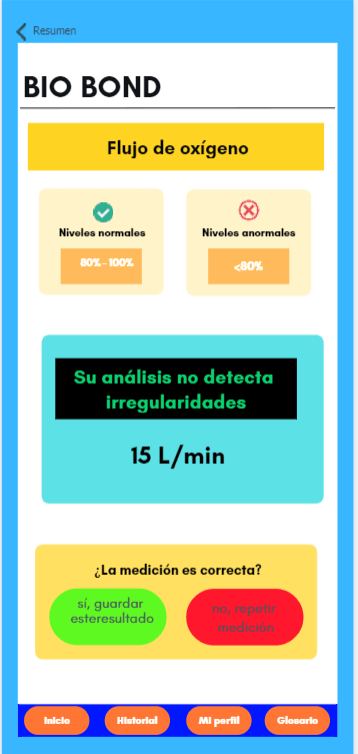 Resumen
BIO BOND
Flujo de oxígeno
Niveles normales
80% - 100%
Niveles anormales
<80%
Su análisis no detecta
irregularidades
15 L/min
¿La medición es correcta?
sí, guardar
esteresultado
no, repetir
medición
Inicio
Historial
Mi perfil
Glosario